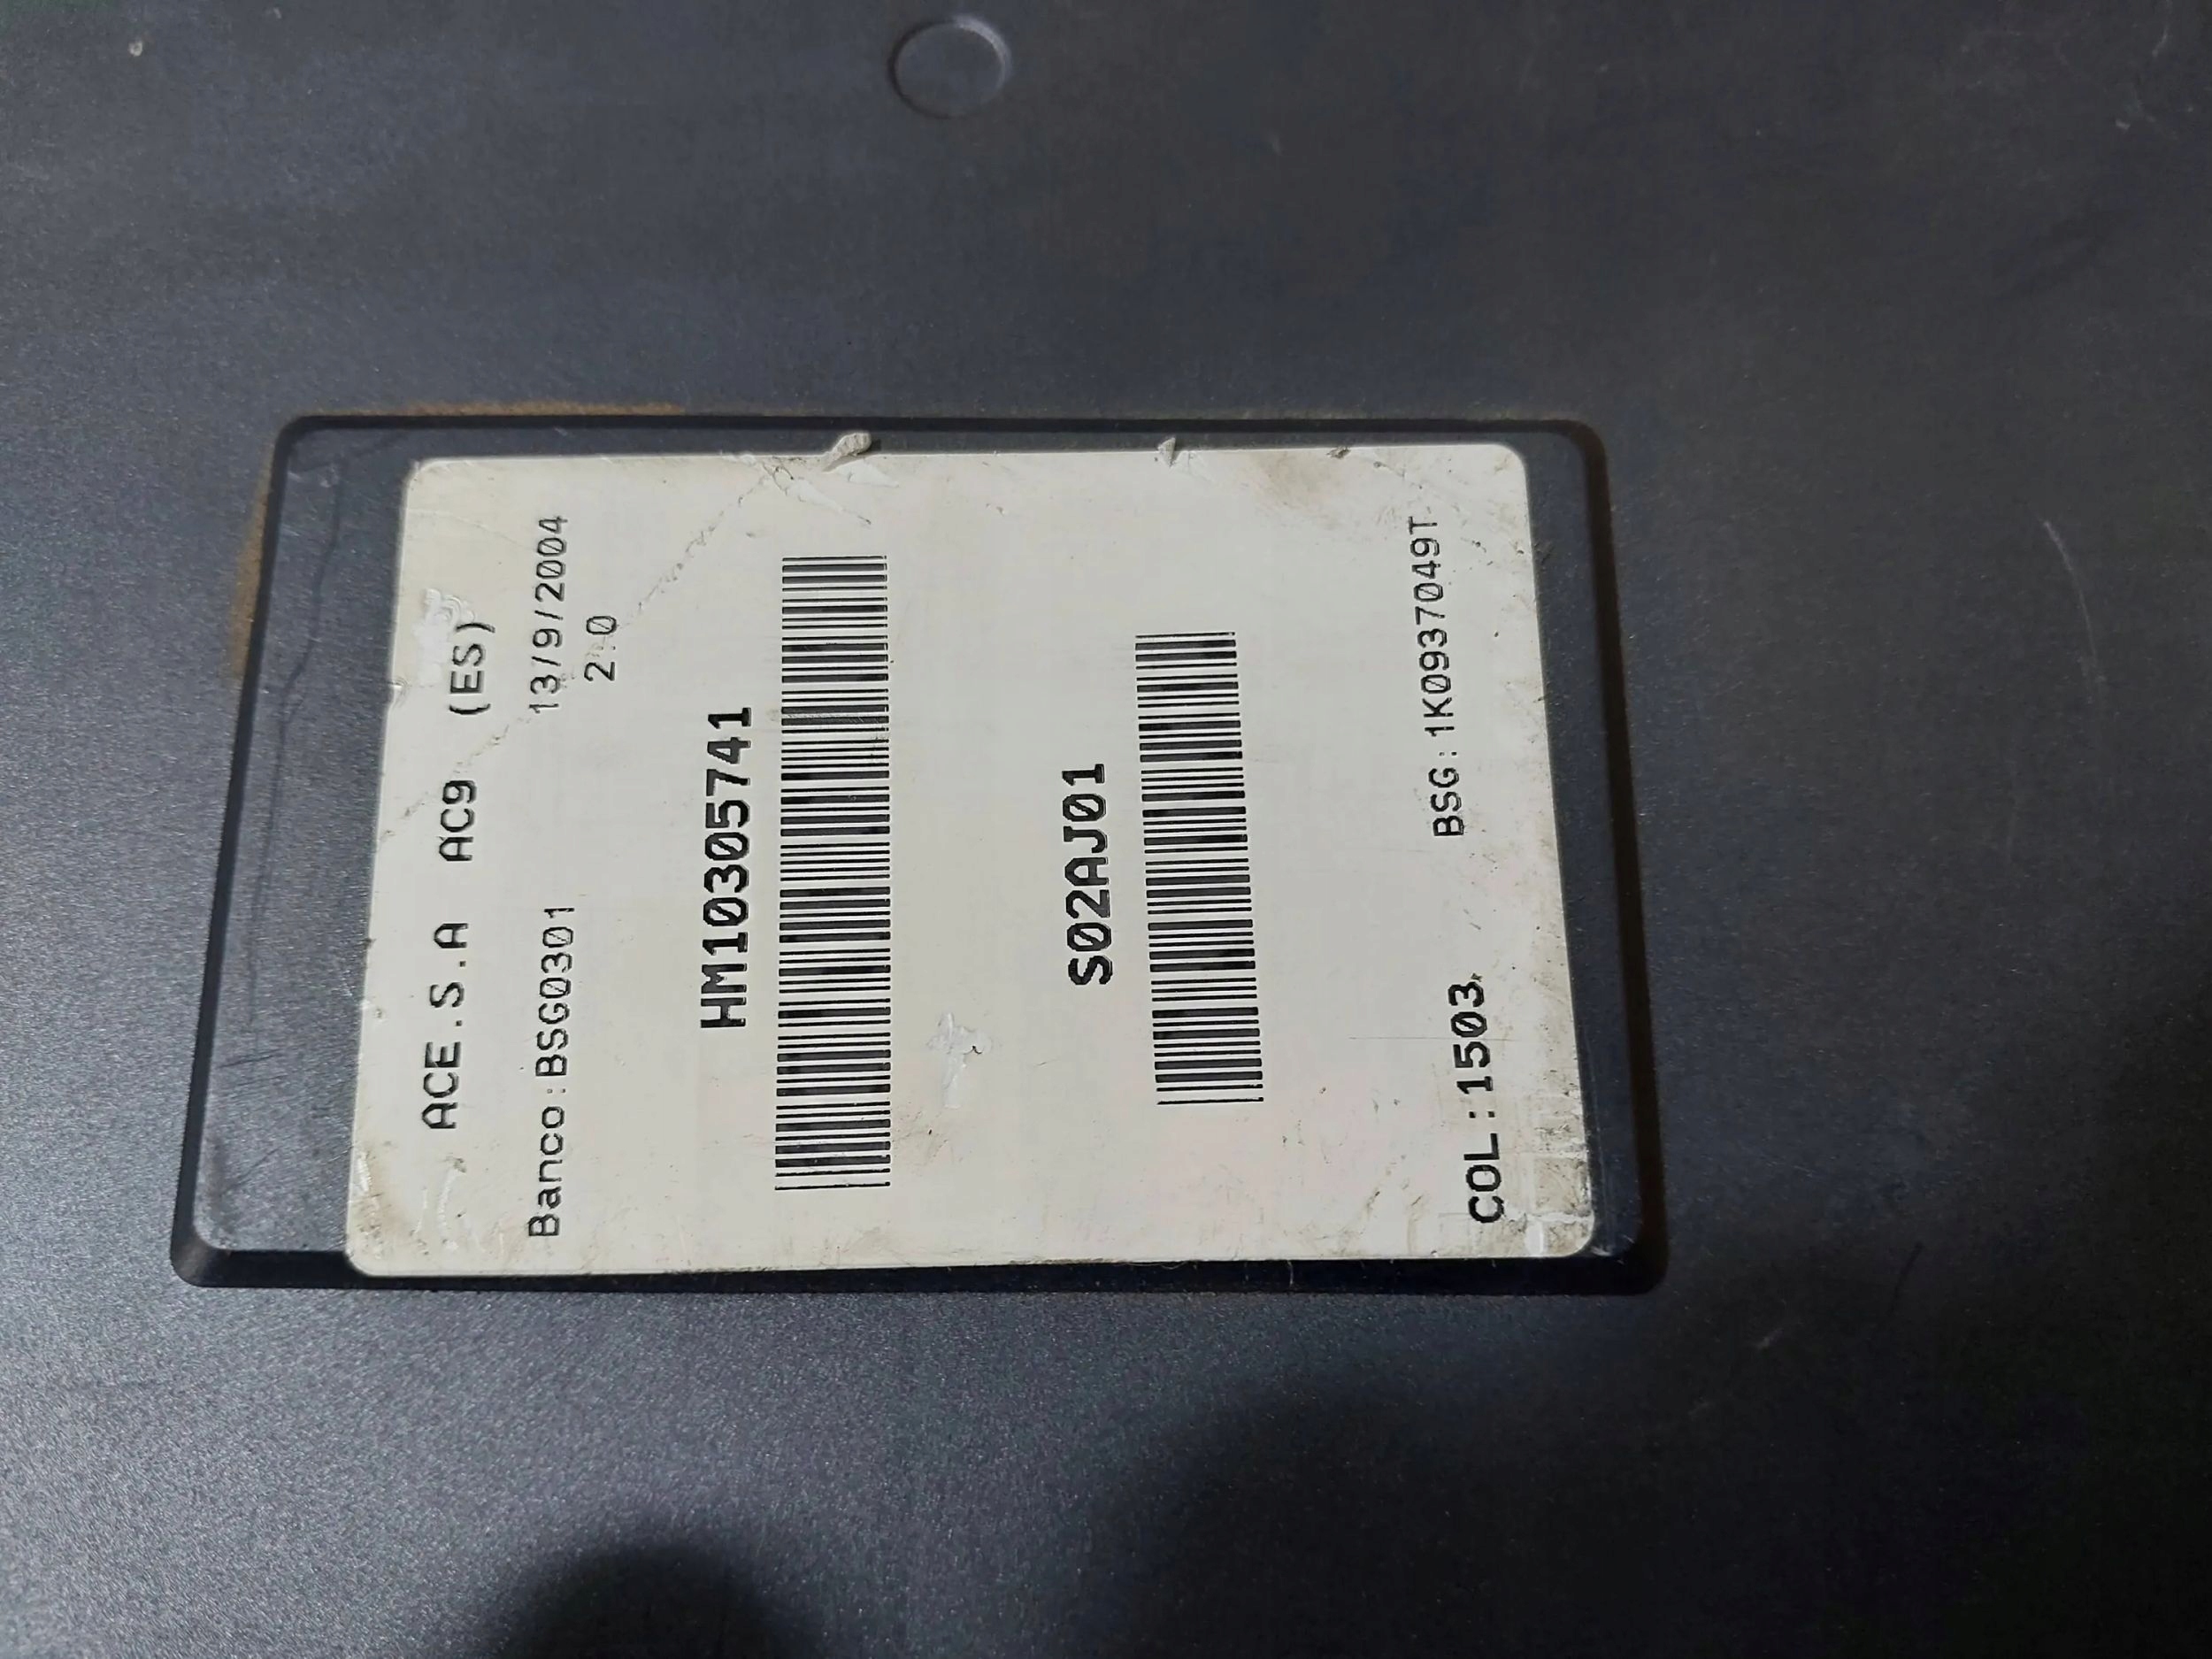 ACE.S.A AC9 (ES)
Banco:BSG0301 13/9/2004
2.0
HM10305741
S02AJ01
COL:1503 BSG:1K0937049T